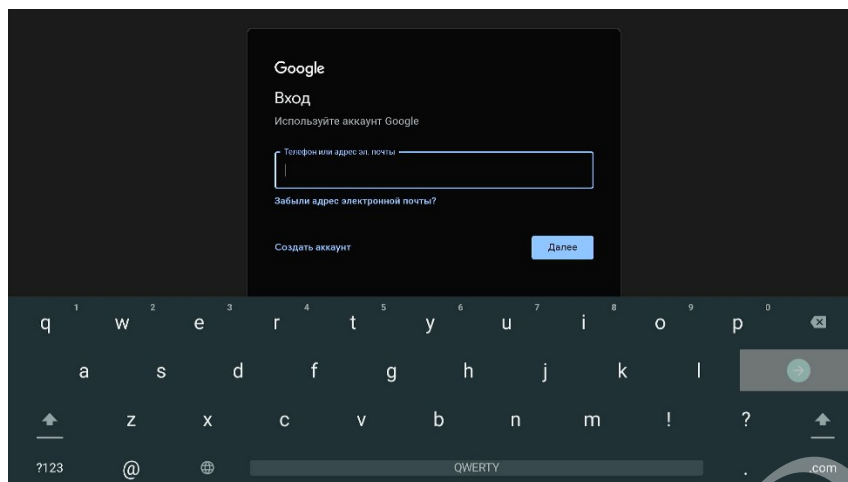 Google
Вход
Используйте аккаунт Google
Телефон или адрес эл. почты
Забыли адрес электронной почты?
Создать аккаунт Далее
1 2 3 4 5 6 7 8 9 0
q w e r t y u i o p
a s d f g h j k l
z x c v b n m ! ?
?123 @ QWERTY . .com